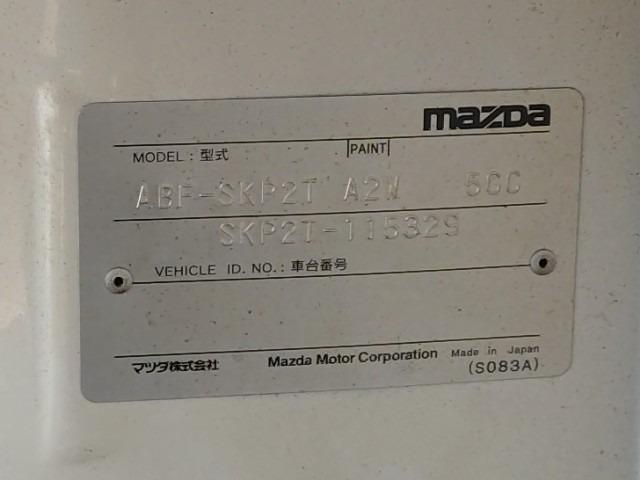 mazda
MODEL : 型式 PAINT
ABF-SKP2T A2W 5CC
SKP2T-115329
VEHICLE ID. NO. : 車台番号
マツダ株式会社 Mazda Motor Corporation Made in Japan
(S083A)